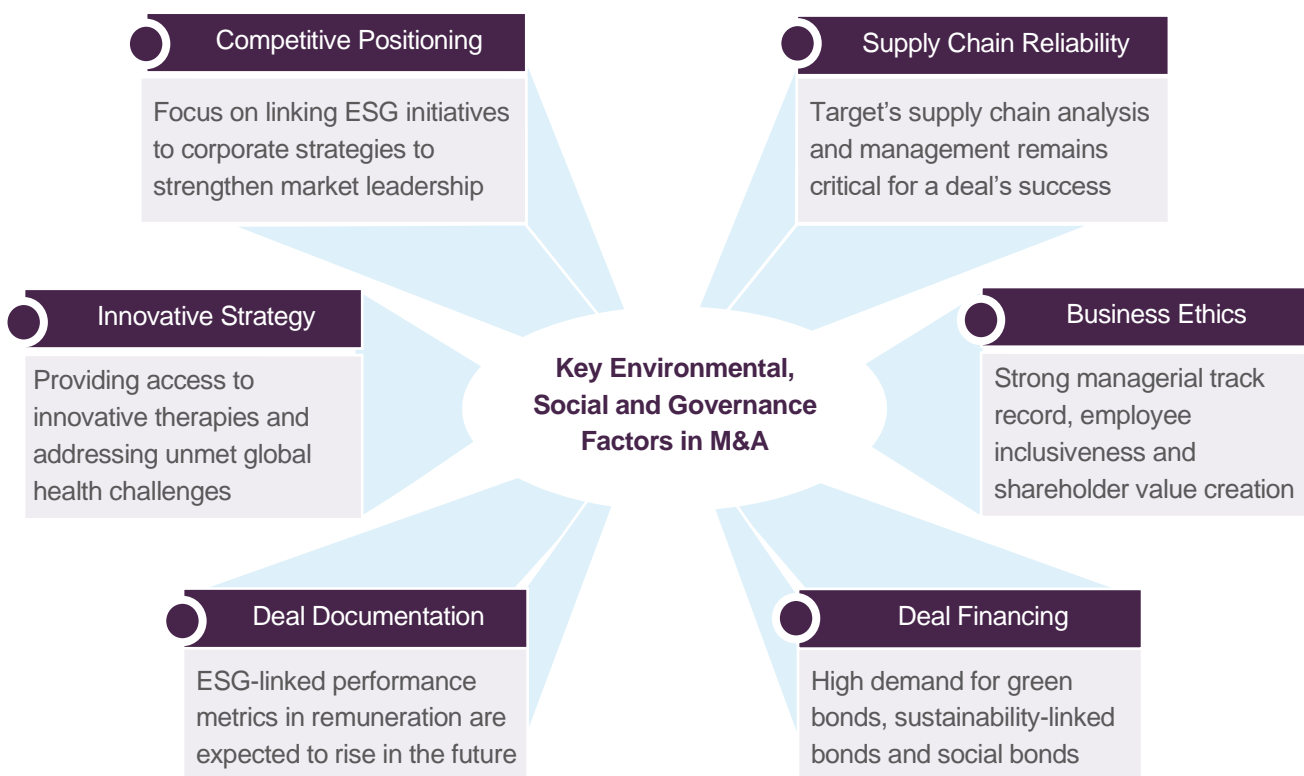 Competitive Positioning
Focus on linking ESG initiatives
to corporate strategies to
strengthen market leadership
Supply Chain Reliability
Target's supply chain analysis
and management remains
critical for a deal's success
Innovative Strategy
Providing access to
innovative therapies and
addressing unmet global
health challenges
Key Environmental,
Social and Governance
Factors in M&A
Business Ethics
Strong managerial track
record, employee
inclusiveness and
shareholder value creation
Deal Documentation
ESG-linked performance
metrics in remuneration are
expected to rise in the future
Deal Financing
High demand for green
bonds, sustainability-linked
bonds and social bonds